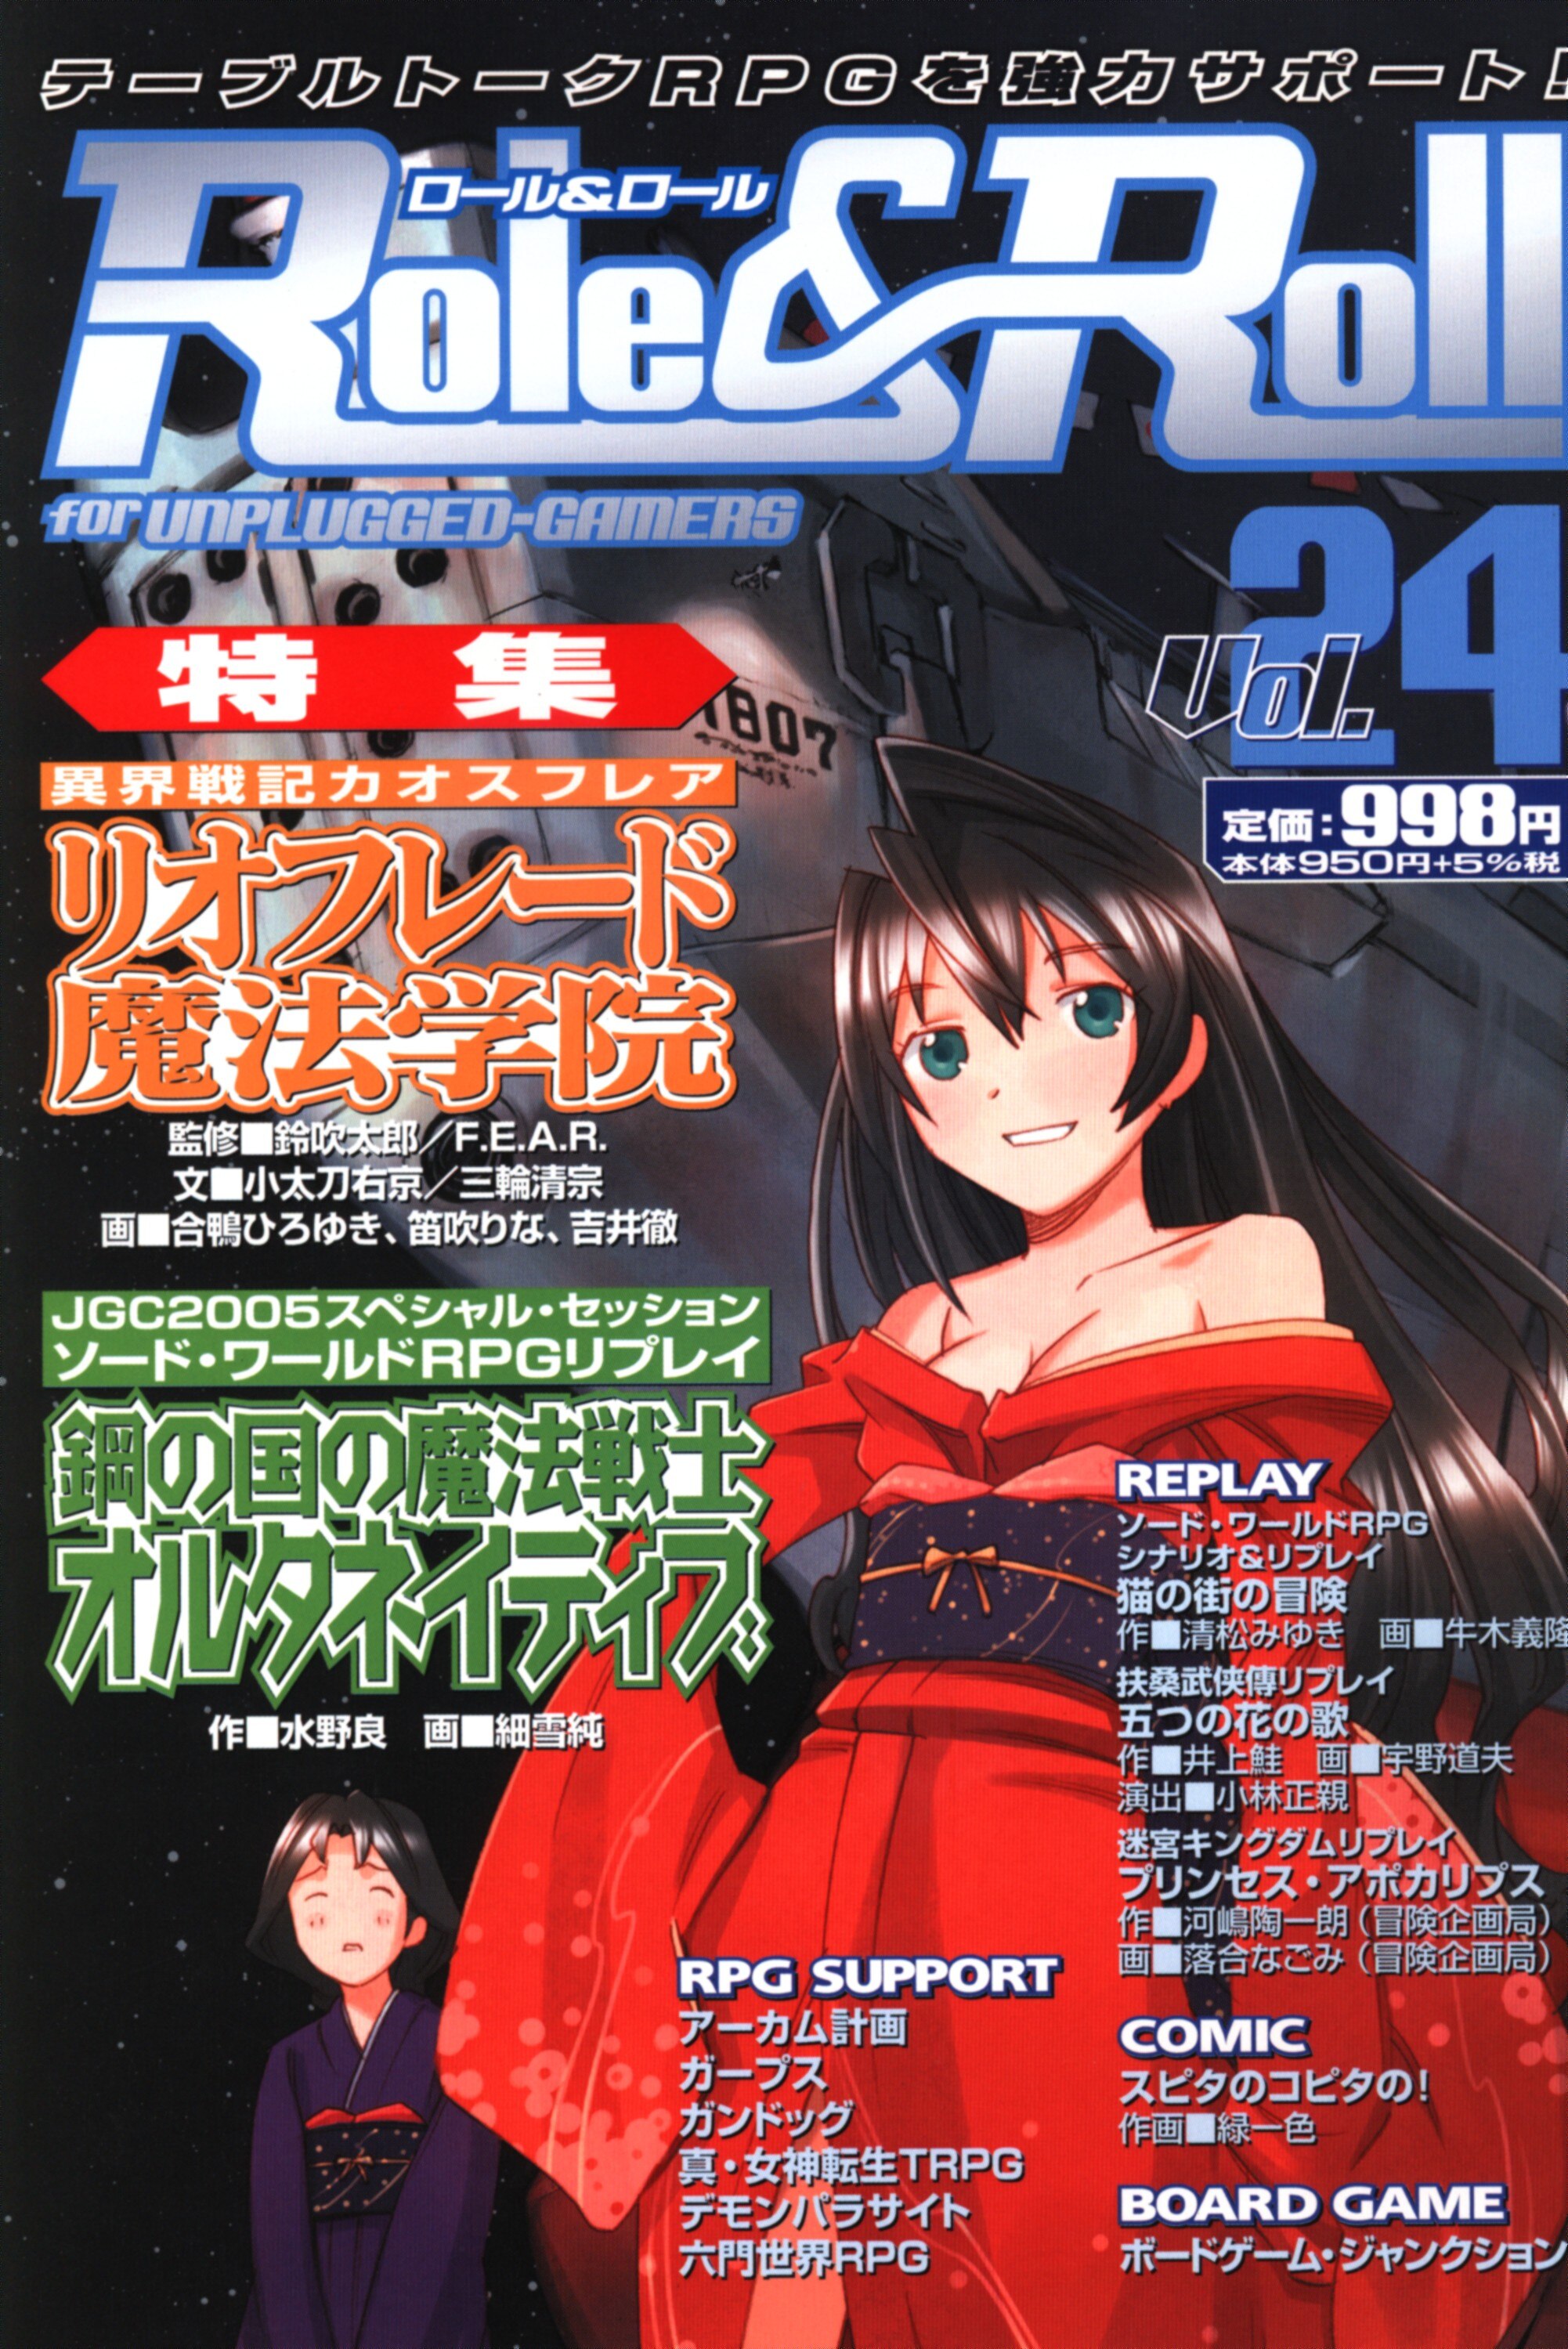 テーブルトークRPGを強力サポート!
ロール&ロール
Role&Roll
for UNPLUGGED-GAMERS
Vol. 24
特集
1807
定価:998円
本体950円+5%税
異界戦記カオスフレア
リオフレード
魔法学院
監修■鈴吹太郎/F.E.A.R.
文■小太刀右京/三輪清宗
画■合鴨ひろゆき、笛吹りな、吉井徹
JGC2005スペシャル・セッション
ソード・ワールドRPGリプレイ
鋼の国の魔法戦士
オルタネイティブ
作■水野良 画■細雪純
REPLAY
ソード・ワールドRPG
シナリオ&リプレイ
猫の街の冒険
作■清松みゆき 画■牛木義隆
扶桑武侠傳リプレイ
五つの花の歌
作■井上鮭 画■宇野道夫
演出■小林正親
迷宮キングダムリプレイ
プリンセス・アポカリプス
作■河嶋陶一朗(冒険企画局)
画■落合なごみ(冒険企画局)
RPG SUPPORT
アーカム計画
ガープス
ガンドッグ
真・女神転生TRPG
デモンパラサイト
六門世界RPG
COMIC
スピタのコピタの!
作画■緑一色
BOARD GAME
ボードゲーム・ジャンクション